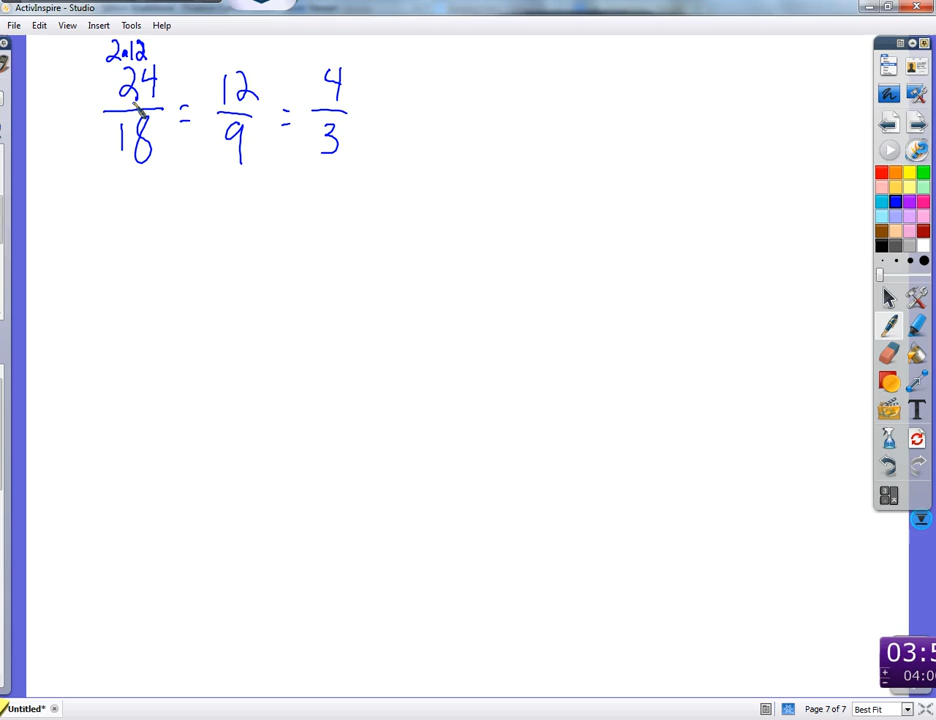 ActivInspire - Studio
File Edit View Insert Tools Help
2·12
24/18 = 12/9 = 4/3
T
03:5
04:0
Untitled*
Page 7 of 7
Best Fit